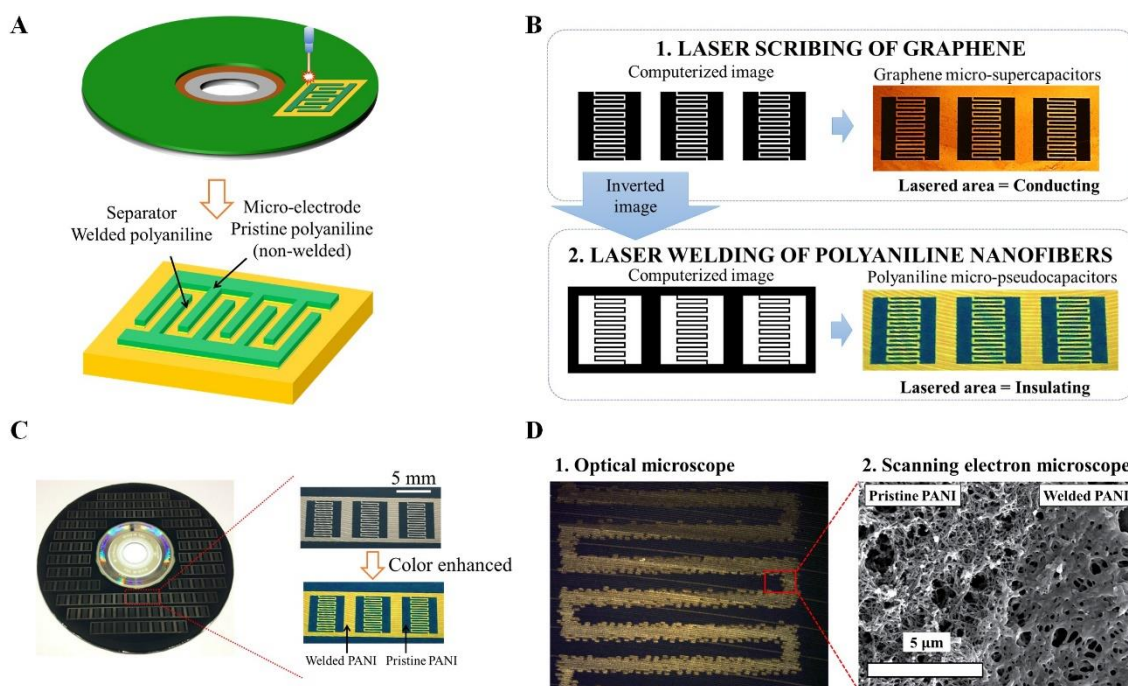 A
Separator
Welded polyaniline
Micro-electrode
Pristine polyaniline
(non-welded)
B
1. LASER SCRIBING OF GRAPHENE
Computerized image
Graphene micro-supercapacitors
Lasered area = Conducting
Inverted
image
2. LASER WELDING OF POLYANILINE NANOFIBERS
Computerized image
Polyaniline micro-pseudocapacitors
Lasered area = Insulating
C
5 mm
Color enhanced
Welded PANI
Pristine PANI
D
1. Optical microscope
2. Scanning electron microscope
Pristine PANI
Welded PANI
5 μm